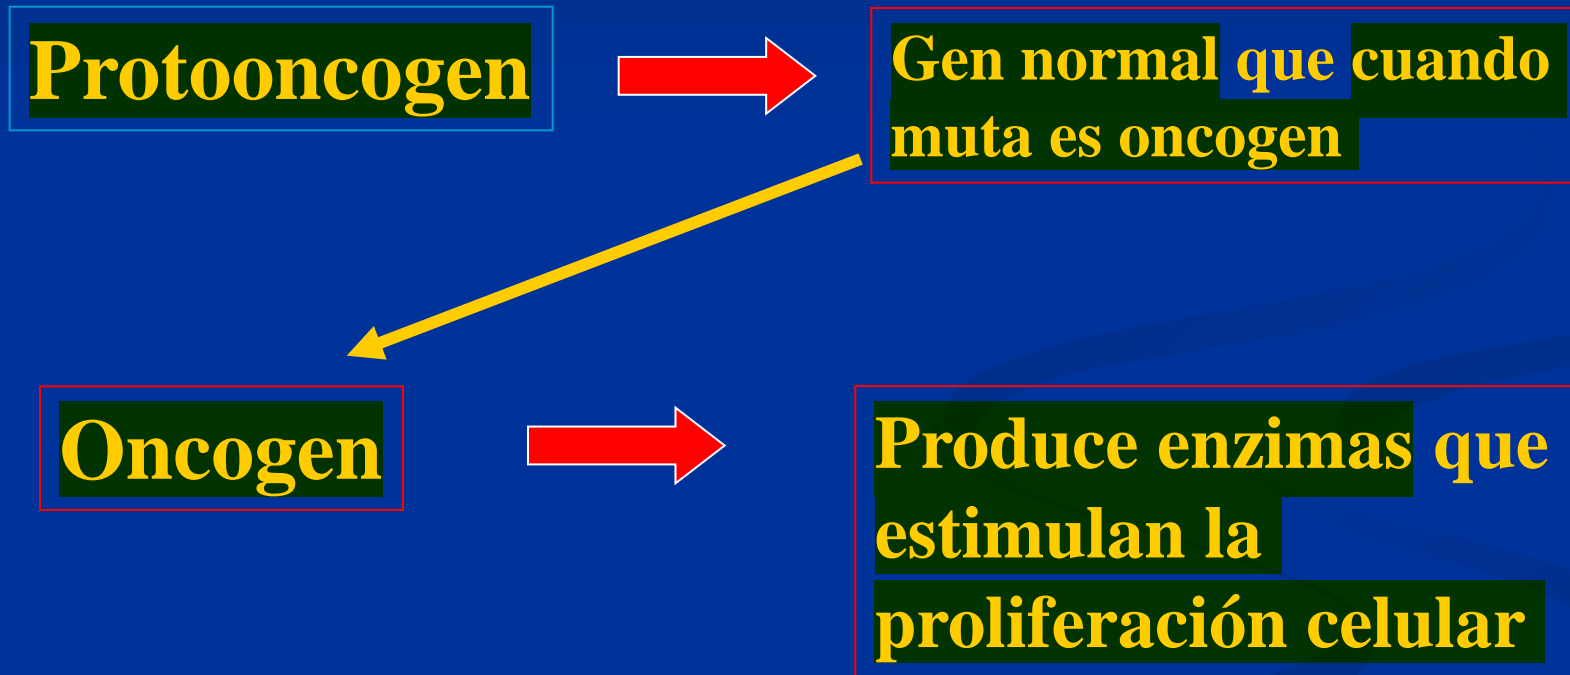 Protooncogen
Gen normal que cuando
muta es oncogen
Oncogen
Produce enzimas que
estimulan la
proliferación celular